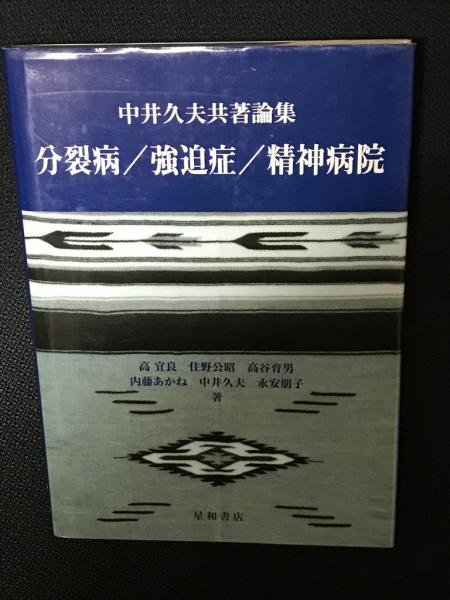 中井久夫共著論集
分裂病／強迫症／精神病院
高 宜良 住野公昭 高谷育男
内藤あかね 中井久夫 永安朋子
著
星和書店